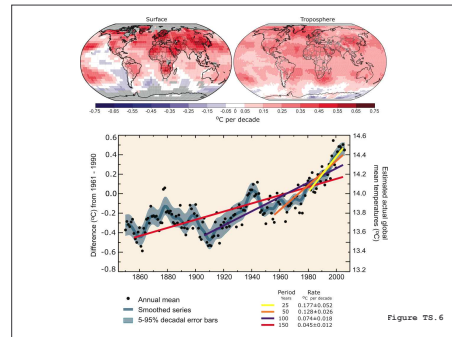 Surface
Troposphere
-0.75 -0.65 -0.55 -0.45 -0.35 -0.25 -0.15 -0.05 0 0.05 0.15 0.25 0.35 0.45 0.55 0.65 0.75
ºC per decade
Difference (ºC) from 1961 - 1990
0.6
0.4
0.2
0.0
-0.2
-0.4
-0.6
-0.8
14.6
14.4
14.2
14.0
13.8
13.6
13.4
13.2
Estimated actual global
mean temperatures (ºC)
1860 1880 1900 1920 1940 1960 1980 2000
Annual mean
Smoothed series
5-95% decadal error bars
Period Rate
Years ºC per decade
25 0.177±0.052
50 0.128±0.026
100 0.074±0.018
150 0.045±0.012
Figure TS.6